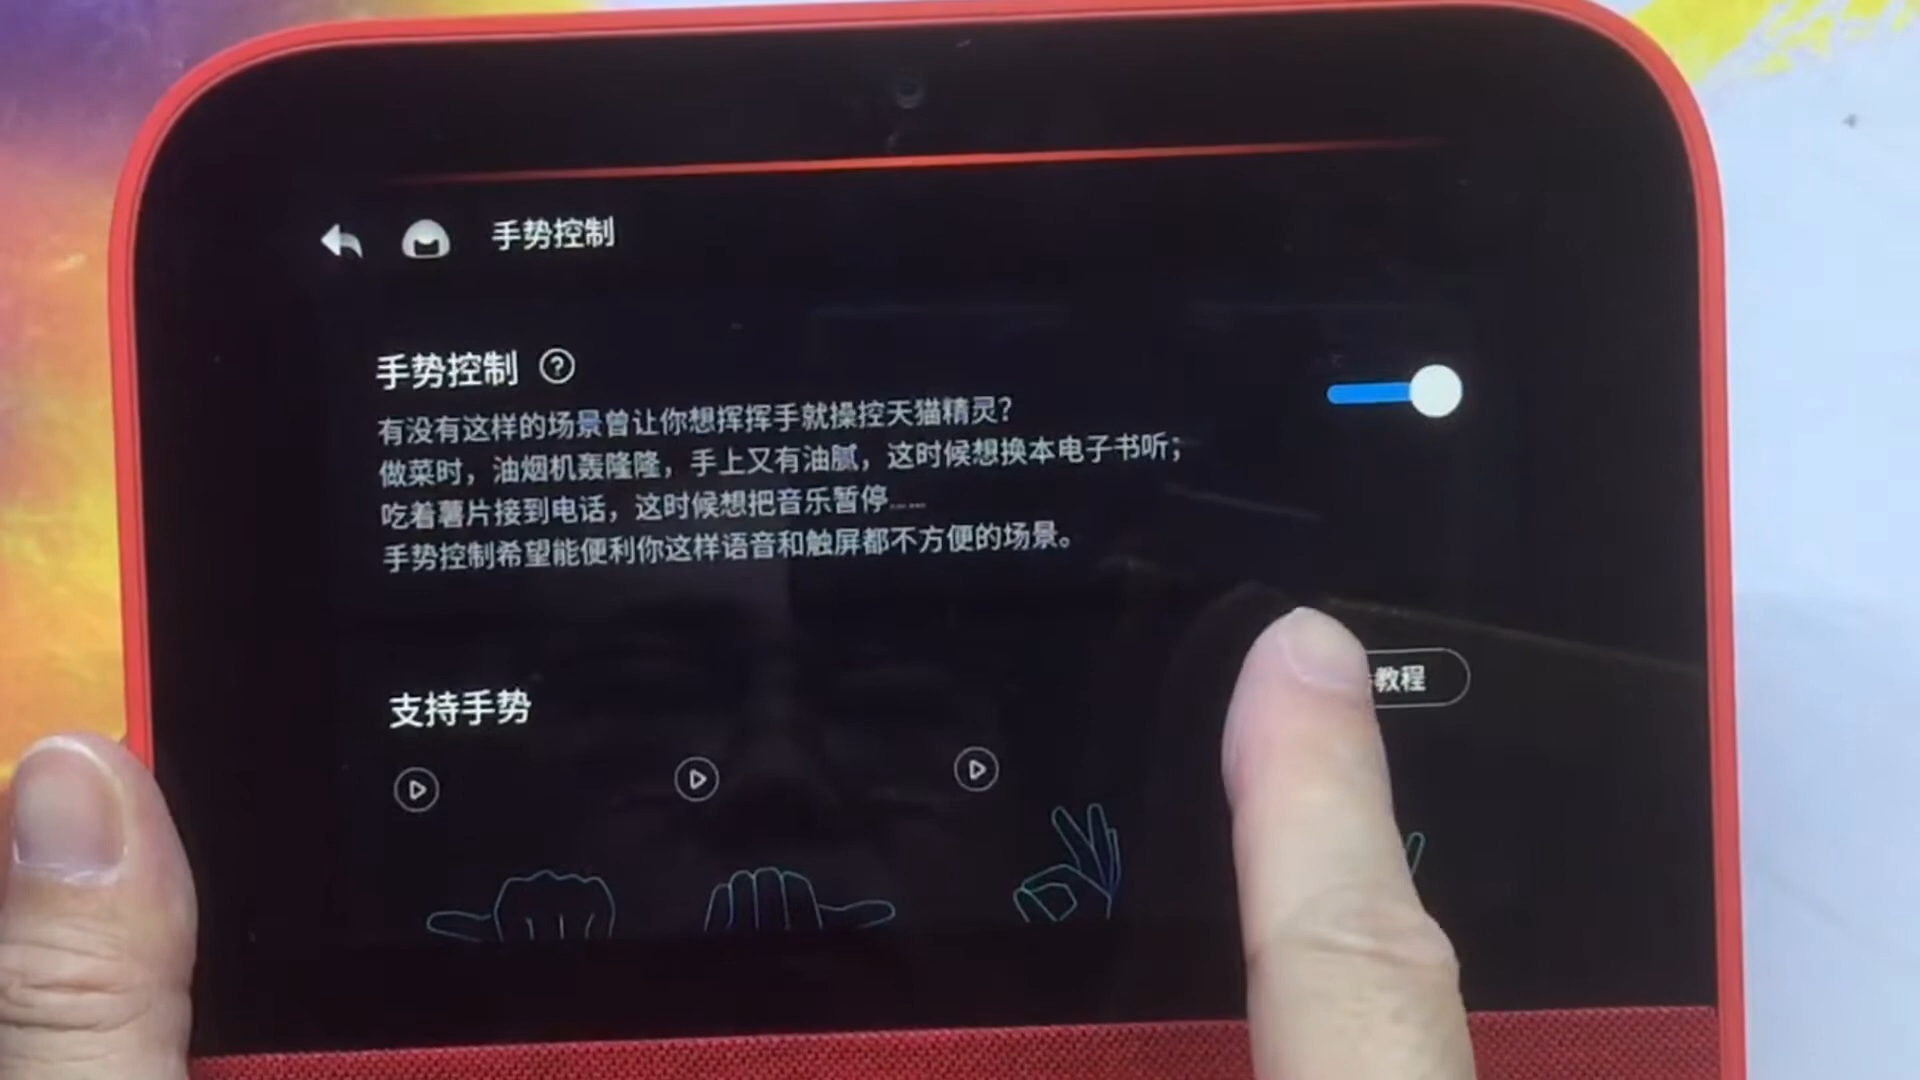 手势控制
手势控制 ?
有没有这样的场景曾让你想挥挥手就操控天猫精灵？
做菜时，油烟机轰隆隆，手上又有油腻，这时候想换本电子书听；
吃着薯片接到电话，这时候想把音乐暂停……
手势控制希望能便利你这样语音和触屏都不方便的场景。
教程
支持手势